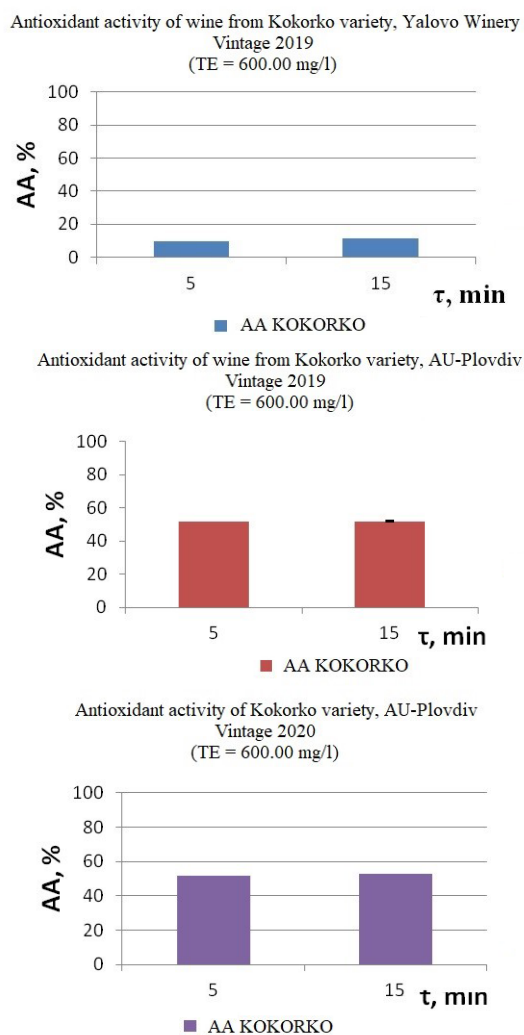 Antioxidant activity of wine from Kokorko variety, Yalovo Winery
Vintage 2019
(TE = 600.00 mg/l)
100
80
60
40
20
0
AA, %
5
15
τ, min
AA KOKORKO
Antioxidant activity of wine from Kokorko variety, AU-Plovdiv
Vintage 2019
(TE = 600.00 mg/l)
100
80
60
40
20
0
AA, %
5
15
τ, min
AA KOKORKO
Antioxidant activity of Kokorko variety, AU-Plovdiv
Vintage 2020
(TE = 600.00 mg/l)
100
80
60
40
20
0
AA, %
5
15
τ, min
AA KOKORKO